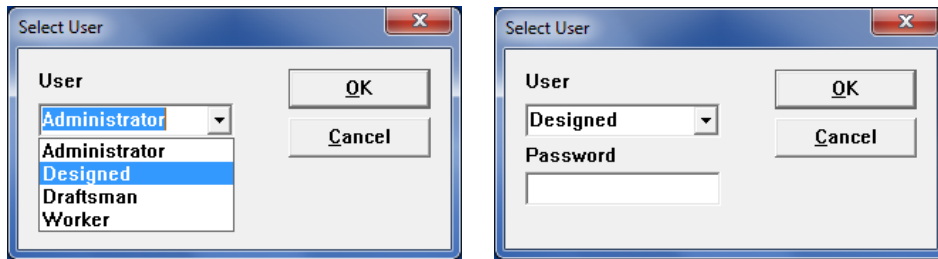 Select User
User
OK
Administrator
Cancel
Administrator
Designed
Draftsman
Worker
Select User
User
OK
Designed
Cancel
Password